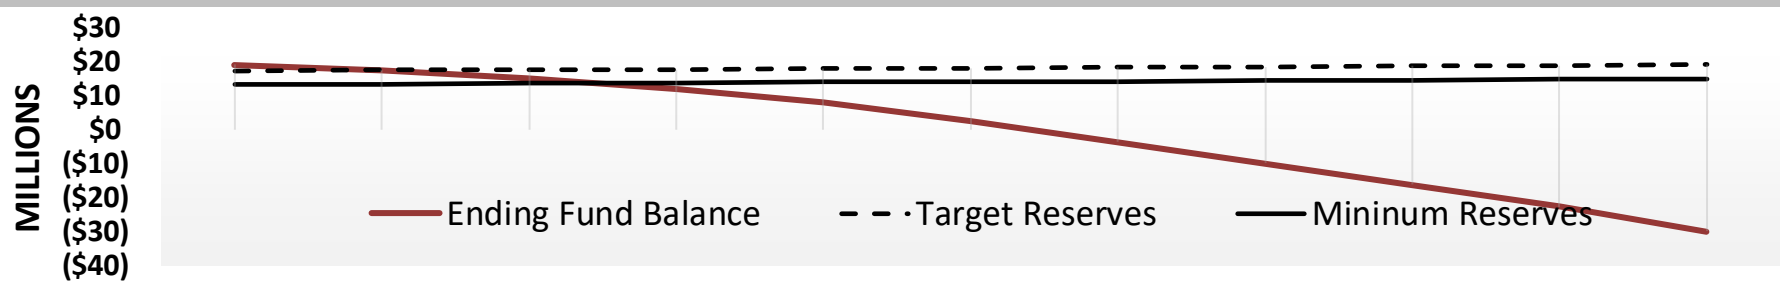 MILLIONS
$30
$20
$10
$0
($10)
($20)
($30)
($40)
Ending Fund Balance
Target Reserves
Mininum Reserves